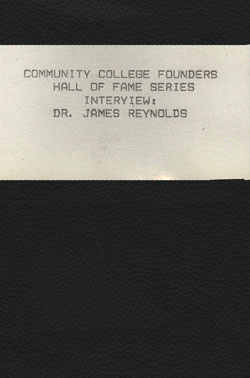 COMMUNITY COLLEGE FOUNDERS
HALL OF FAME SERIES
INTERVIEW:
DR. JAMES REYNOLDS